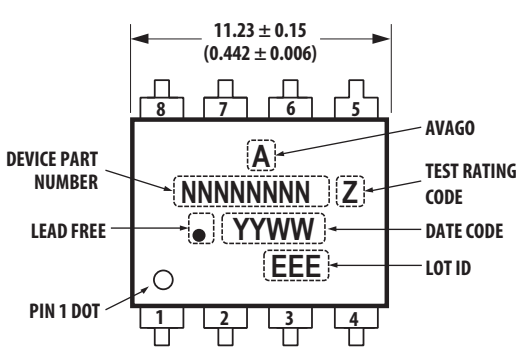 11.23 ± 0.15
(0.442 ± 0.006)
8 7 6 5
A
AVAGO
DEVICE PART
NUMBER
NNNNNNNN Z
TEST RATING
CODE
LEAD FREE
YYWW
DATE CODE
EEE
LOT ID
PIN 1 DOT
1 2 3 4